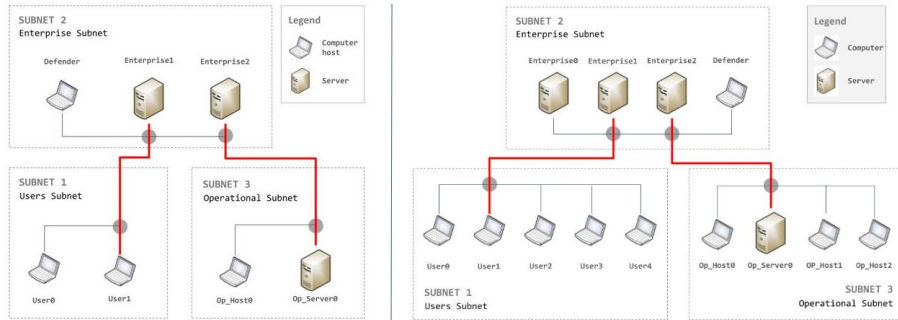 SUBNET 2
Enterprise Subnet
Defender
Enterprise1
Enterprise2
Legend
Computer
host
Server
SUBNET 1
Users Subnet
User0
User1
SUBNET 3
Operational Subnet
Op_Host0
Op_Server0
SUBNET 2
Enterprise Subnet
Enterprise0
Enterprise1
Enterprise2
Defender
Legend
Computer
Server
User0
User1
User2
User3
User4
SUBNET 1
Users Subnet
Op_Host0
Op_Server0
OP_Host1
Op_Host2
SUBNET 3
Operational Subnet